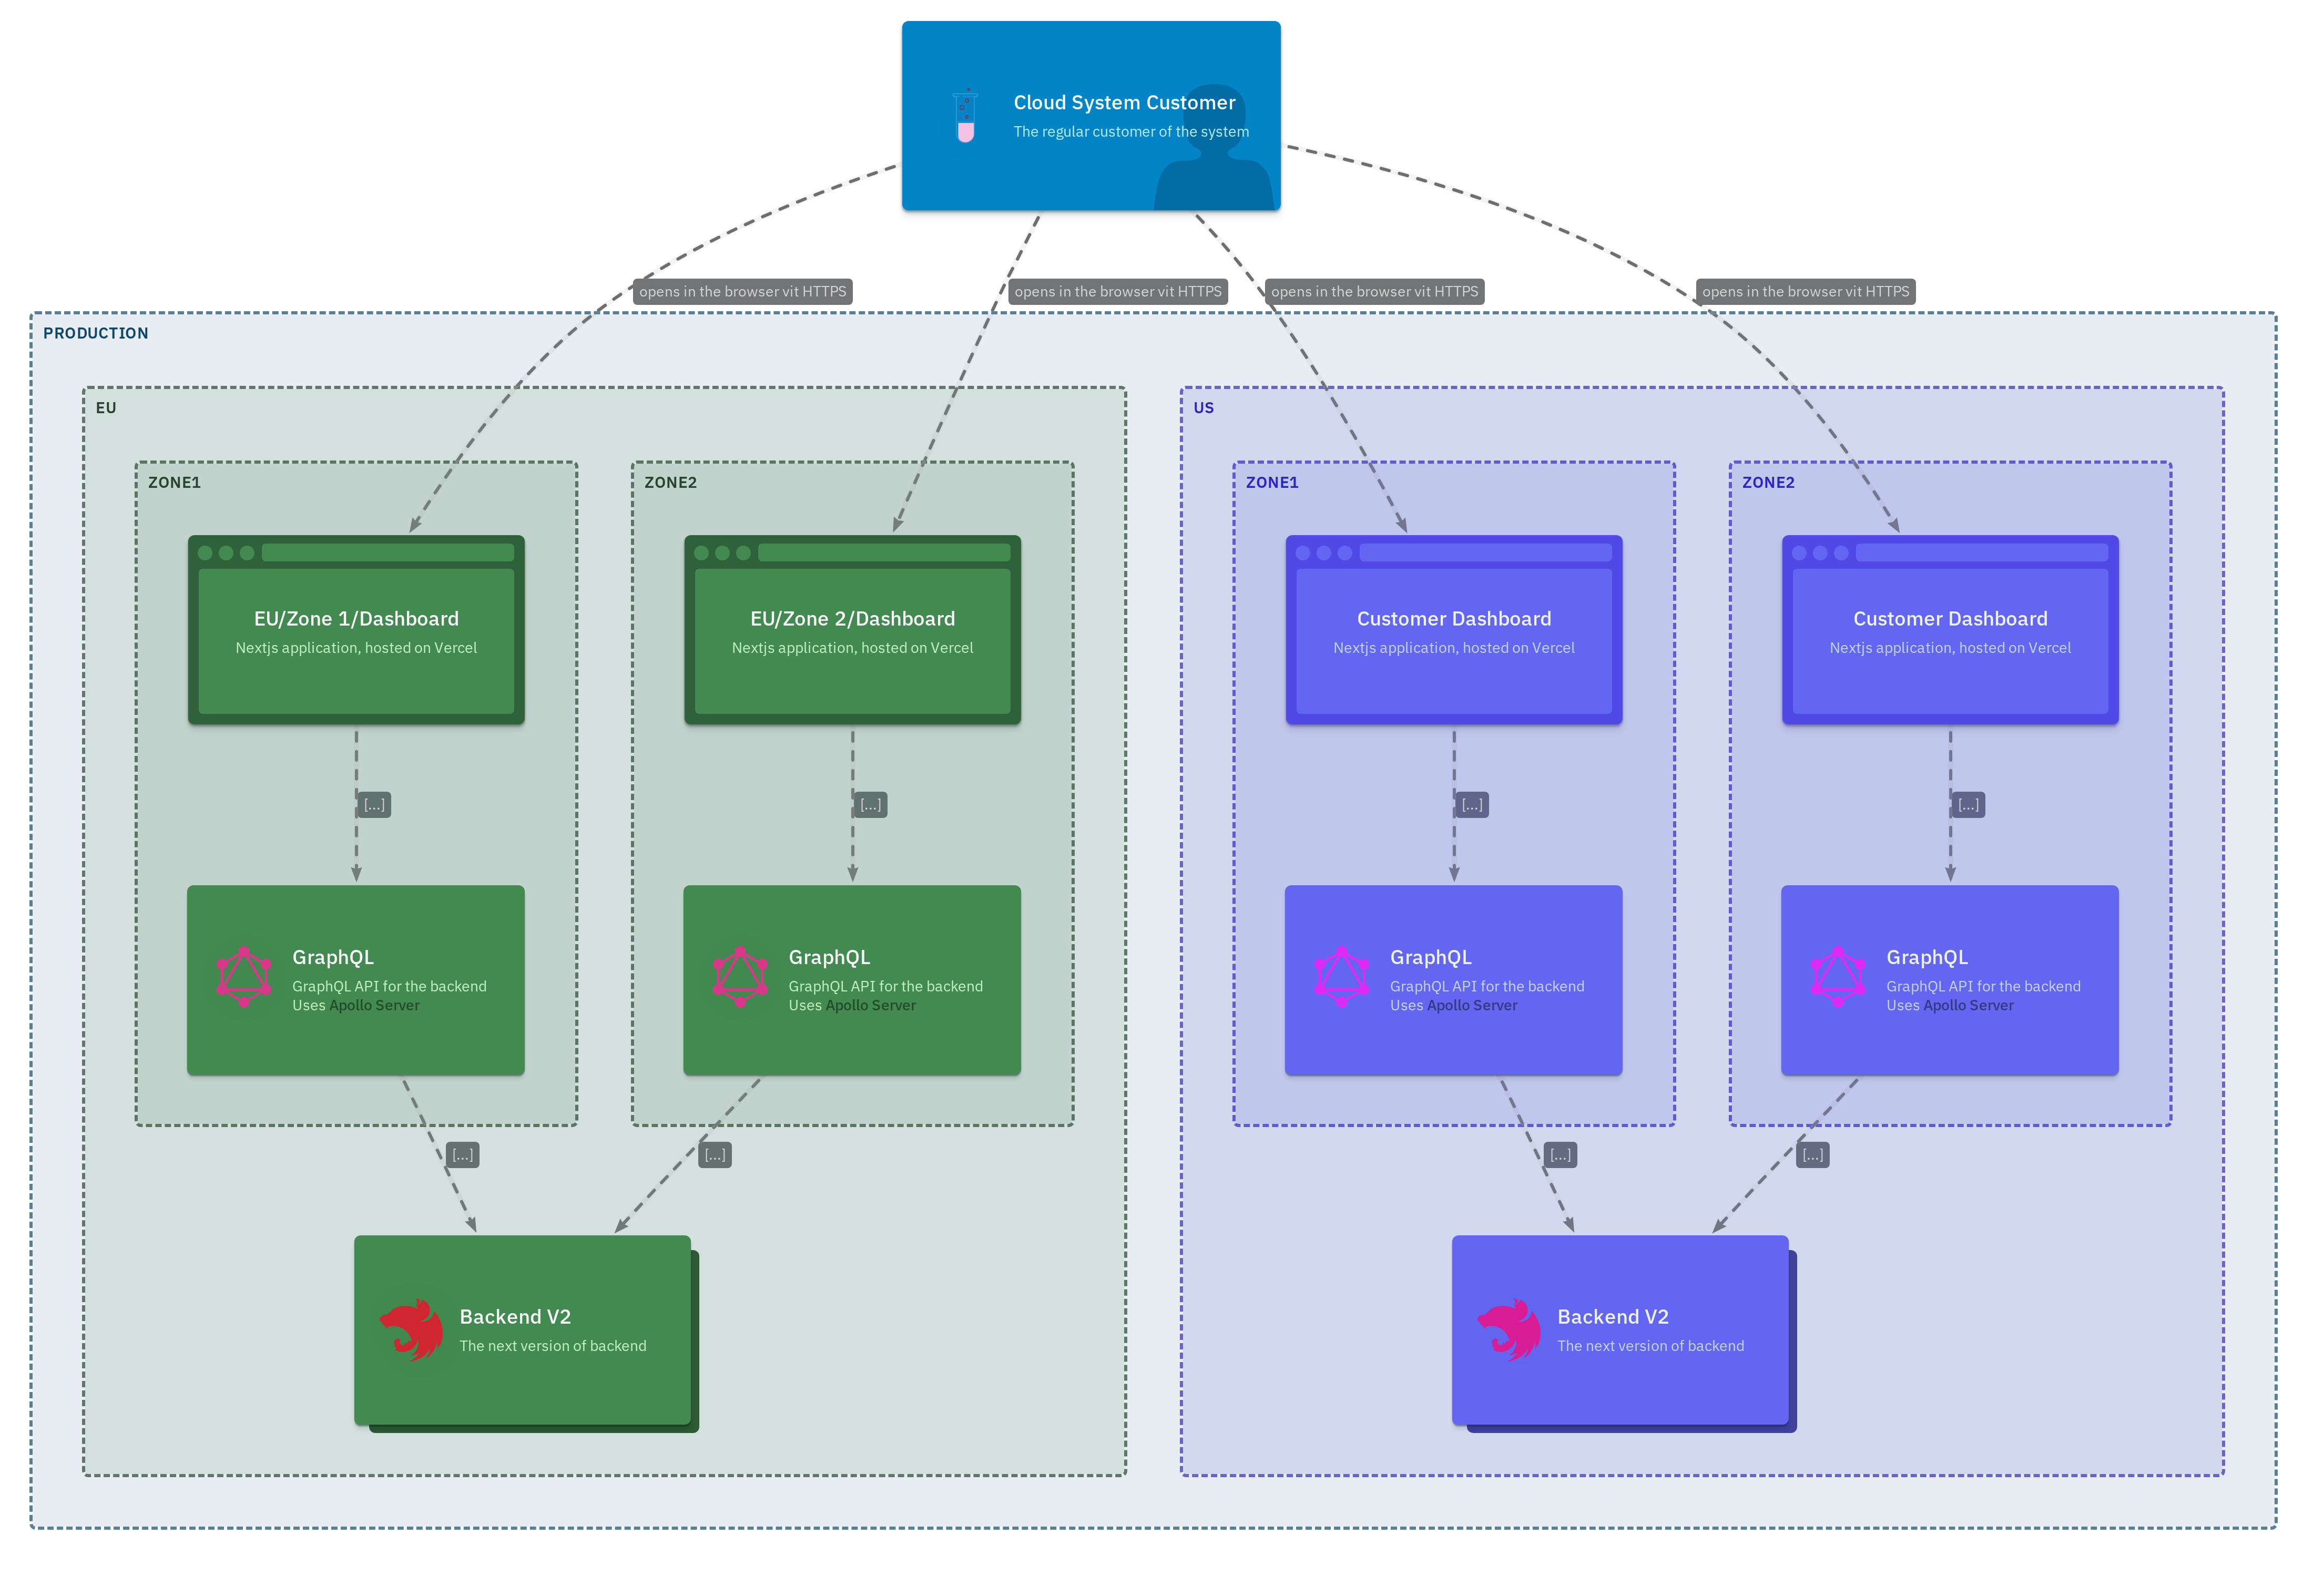 Cloud System Customer
The regular customer of the system
opens in the browser vit HTTPS
opens in the browser vit HTTPS
opens in the browser vit HTTPS
opens in the browser vit HTTPS
PRODUCTION
EU
ZONE1
ZONE2
EU/Zone 1/Dashboard
Nextjs application, hosted on Vercel
EU/Zone 2/Dashboard
Nextjs application, hosted on Vercel
[...]
[...]
GraphQL
GraphQL API for the backend
Uses Apollo Server
GraphQL
GraphQL API for the backend
Uses Apollo Server
[...]
[...]
Backend V2
The next version of backend
US
ZONE1
ZONE2
Customer Dashboard
Nextjs application, hosted on Vercel
Customer Dashboard
Nextjs application, hosted on Vercel
[...]
[...]
GraphQL
GraphQL API for the backend
Uses Apollo Server
GraphQL
GraphQL API for the backend
Uses Apollo Server
[...]
[...]
Backend V2
The next version of backend